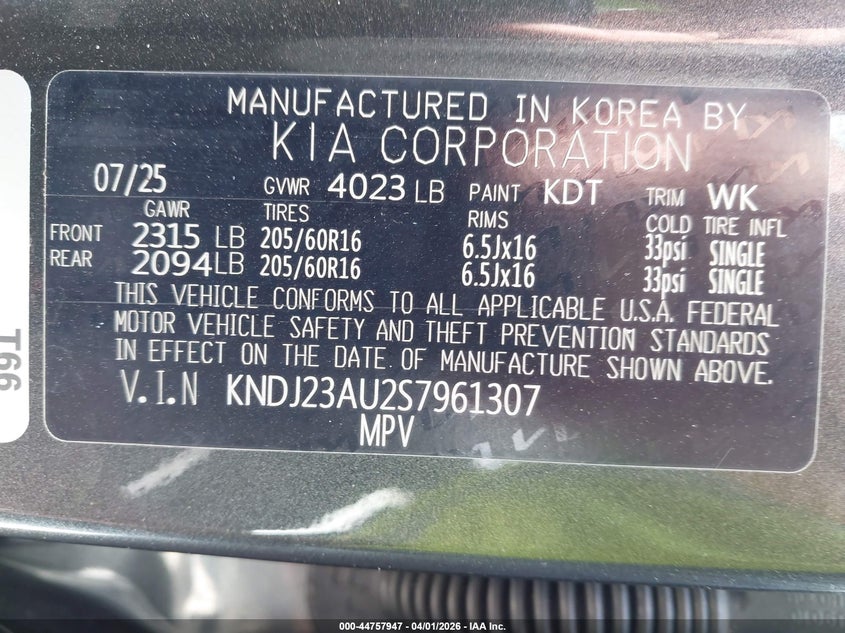 MANUFACTURED IN KOREA BY
KIA CORPORATION
07/25 GVWR 4023 LB PAINT KDT TRIM WK
GAWR TIRES RIMS COLD TIRE INFL
FRONT 2315 LB 205/60R16 6.5Jx16 33psi SINGLE
REAR 2094 LB 205/60R16 6.5Jx16 33psi SINGLE
THIS VEHICLE CONFORMS TO ALL APPLICABLE U.S.A. FEDERAL
MOTOR VEHICLE SAFETY AND THEFT PREVENTION STANDARDS
IN EFFECT ON THE DATE OF MANUFACTURE SHOWN ABOVE.
V.I.N KNDJ23AU2S7961307
MPV
000-44757947 - 04/01/2026 - IAA Inc.